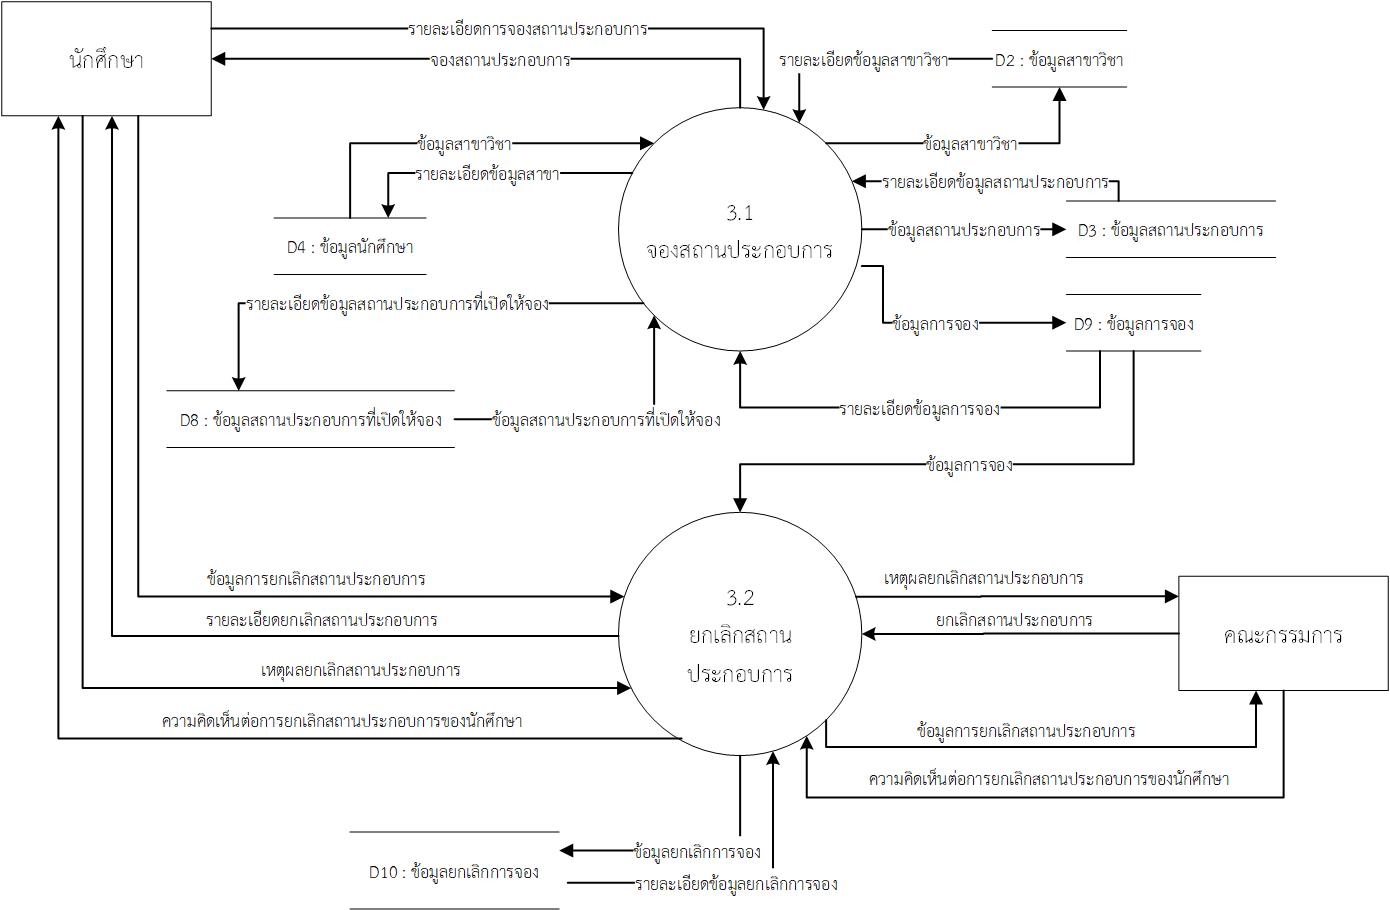 รายละเอียดการจองสถานประกอบการ
นักศึกษา
จองสถานประกอบการ
รายละเอียดข้อมูลสาขาวิชา
D2 : ข้อมูลสาขาวิชา
ข้อมูลสาขาวิชา
ข้อมูลสาขาวิชา
รายละเอียดข้อมูลสาขา
รายละเอียดข้อมูลสถานประกอบการ
3.1
จองสถานประกอบการ
ข้อมูลสถานประกอบการ
D3 : ข้อมูลสถานประกอบการ
D4 : ข้อมูลนักศึกษา
รายละเอียดข้อมูลสถานประกอบการที่เปิดให้จอง
ข้อมูลการจอง
D9 : ข้อมูลการจอง
รายละเอียดข้อมูลการจอง
D8 : ข้อมูลสถานประกอบการที่เปิดให้จอง
ข้อมูลสถานประกอบการที่เปิดให้จอง
ข้อมูลการจอง
ข้อมูลการยกเลิกสถานประกอบการ
เหตุผลยกเลิกสถานประกอบการ
3.2
ยกเลิกสถาน
ประกอบการ
รายละเอียดยกเลิกสถานประกอบการ
ยกเลิกสถานประกอบการ
คณะกรรมการ
เหตุผลยกเลิกสถานประกอบการ
ความคิดเห็นต่อการยกเลิกสถานประกอบการของนักศึกษา
ข้อมูลการยกเลิกสถานประกอบการ
ความคิดเห็นต่อการยกเลิกสถานประกอบการของนักศึกษา
ข้อมูลยกเลิกการจอง
D10 : ข้อมูลยกเลิกการจอง
รายละเอียดข้อมูลยกเลิกการจอง